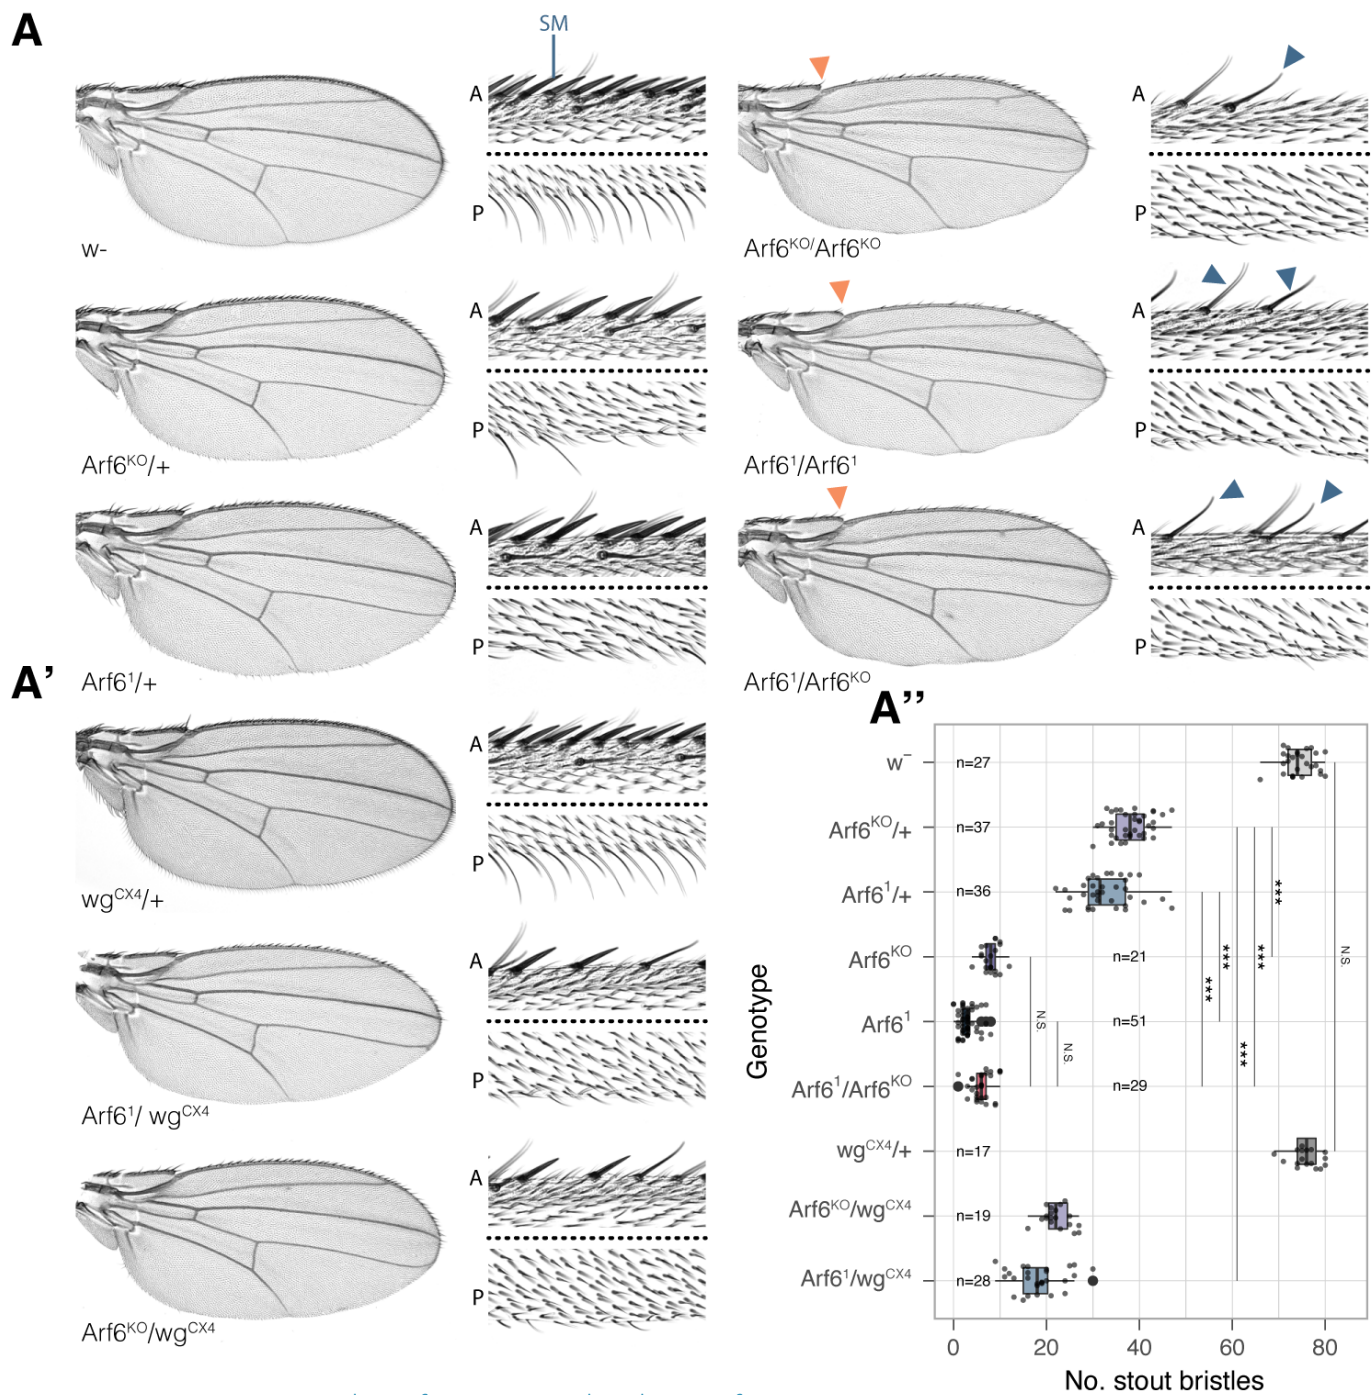 A
SM
A
P
w-
A
P
Arf6ᴷᴼ/Arf6ᴷᴼ
A
P
Arf6ᴷᴼ/+
A
P
Arf6¹/Arf6¹
A
P
Arf6¹/+
A
P
Arf6¹/Arf6ᴷᴼ
A’
A
P
wgᶜˣ⁴/+
A
P
Arf6¹/ wgᶜˣ⁴
A
P
Arf6ᴷᴼ/wgᶜˣ⁴
A’’
Genotype
w⁻
n=27
Arf6ᴷᴼ/+
n=37
Arf6¹/+
n=36
***
Arf6ᴷᴼ
n=21
***
***
N.S.
Arf6¹
n=51
***
N.S.
N.S.
Arf6¹/Arf6ᴷᴼ
n=29
***
wgᶜˣ⁴/+
n=17
Arf6ᴷᴼ/wgᶜˣ⁴
n=19
Arf6¹/wgᶜˣ⁴
n=28
0 20 40 60 80
No. stout bristles